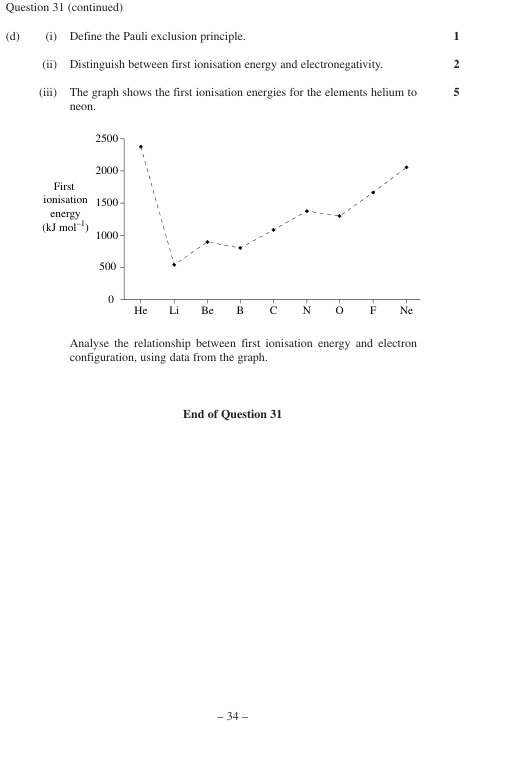 Question 31 (continued)
(d) (i) Define the Pauli exclusion principle. 1
(ii) Distinguish between first ionisation energy and electronegativity. 2
(iii) The graph shows the first ionisation energies for the elements helium to 5
neon.
2500
2000
1500
1000
500
0
First
ionisation
energy
(kJ mol⁻¹)
He Li Be B C N O F Ne
Analyse the relationship between first ionisation energy and electron
configuration, using data from the graph.
End of Question 31
– 34 –